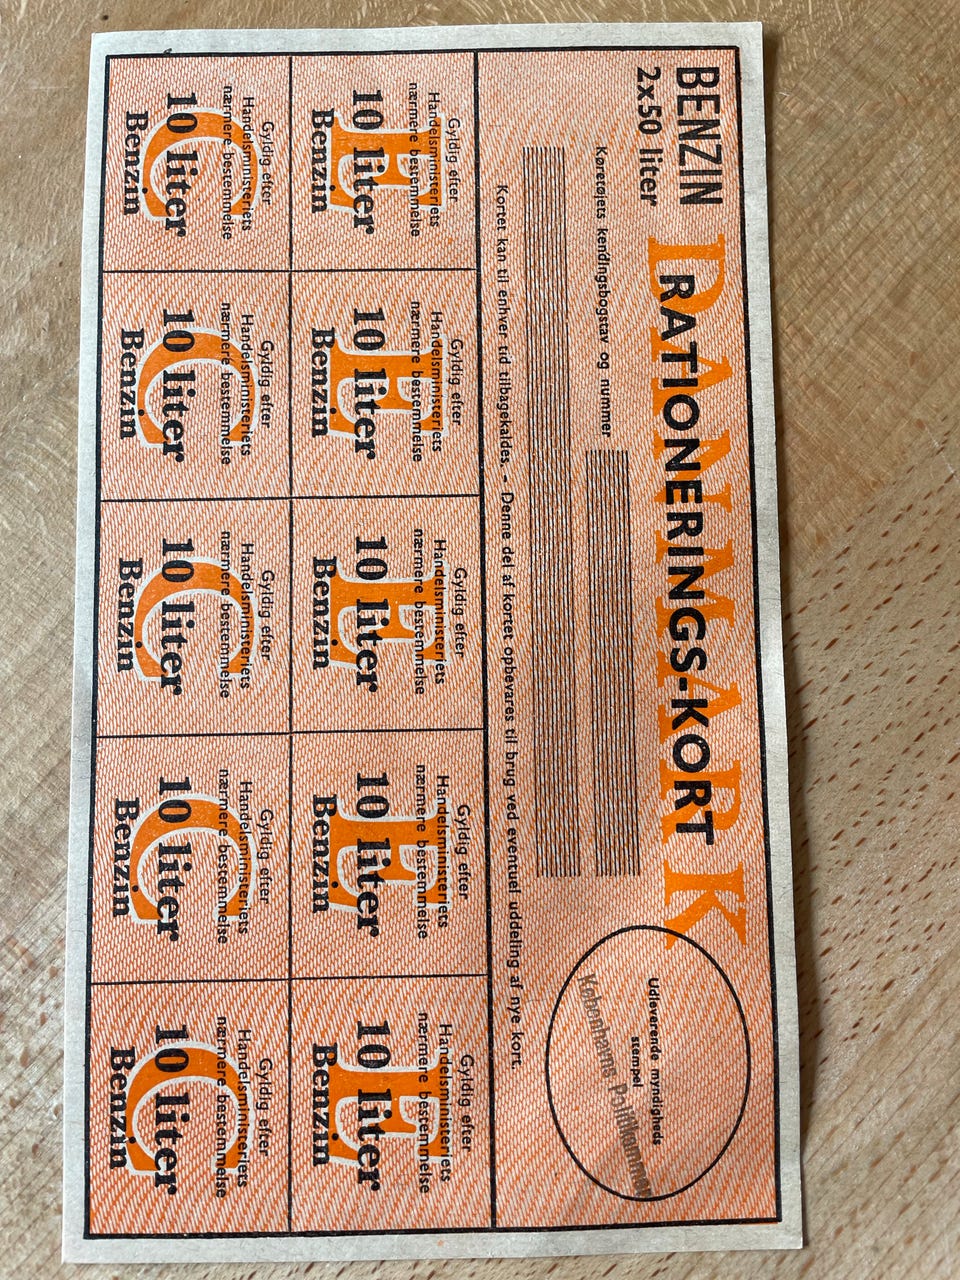 BENZIN
2x50 liter
DANMARK
RATIONERINGS-KORT
Køretøjets kendingsbogstav og nummer
Udleverende myndigheds
stempel
Københavns Politikammer
Kortet kan til enhver tid tilbagekaldes. – Denne del af kortet opbevares til brug ved eventuel uddeling af nye kort.
E
Gyldig efter
Handelsministeriets
nærmere bestemmelse
10 liter
Benzin
E
Gyldig efter
Handelsministeriets
nærmere bestemmelse
10 liter
Benzin
E
Gyldig efter
Handelsministeriets
nærmere bestemmelse
10 liter
Benzin
E
Gyldig efter
Handelsministeriets
nærmere bestemmelse
10 liter
Benzin
E
Gyldig efter
Handelsministeriets
nærmere bestemmelse
10 liter
Benzin
C
Gyldig efter
Handelsministeriets
nærmere bestemmelse
10 liter
Benzin
C
Gyldig efter
Handelsministeriets
nærmere bestemmelse
10 liter
Benzin
C
Gyldig efter
Handelsministeriets
nærmere bestemmelse
10 liter
Benzin
C
Gyldig efter
Handelsministeriets
nærmere bestemmelse
10 liter
Benzin
C
Gyldig efter
Handelsministeriets
nærmere bestemmelse
10 liter
Benzin